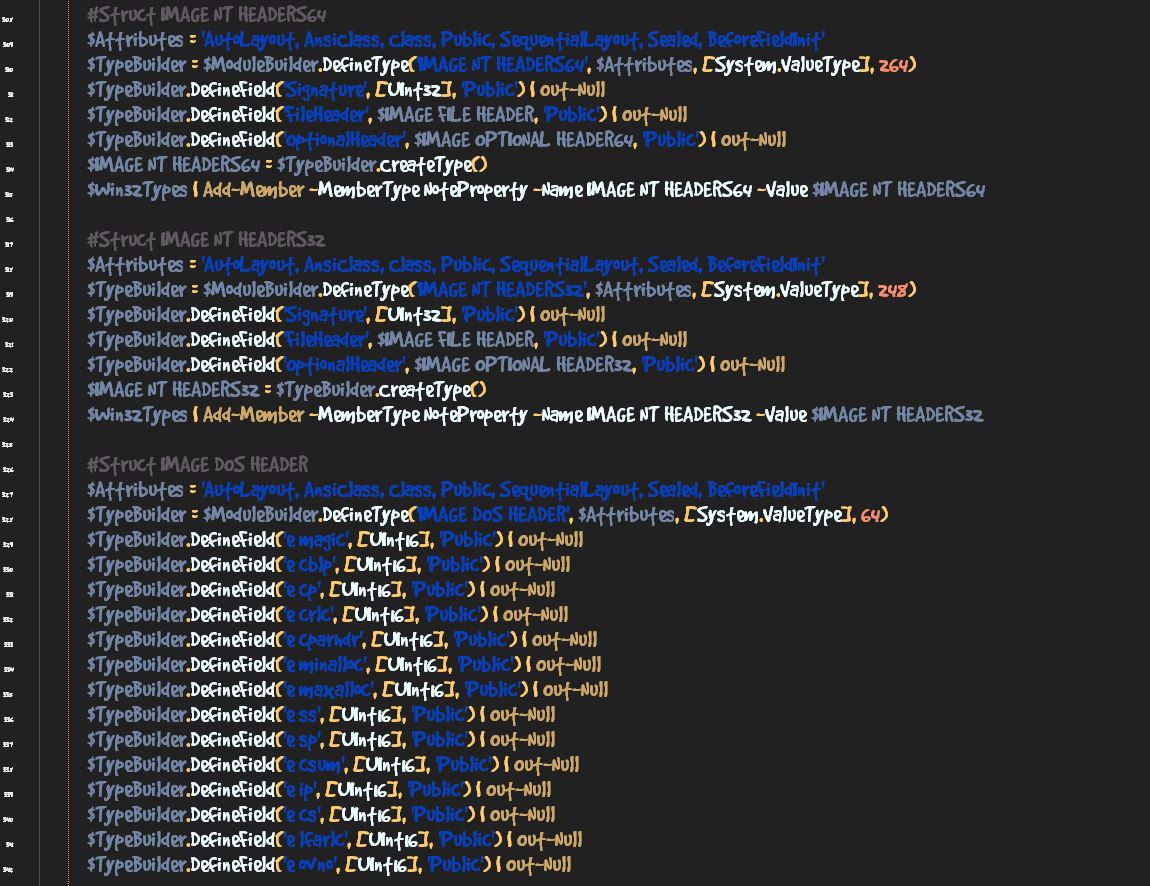 #Struct IMAGE NT HEADERS64
$Attributes = 'AutoLayout, AnsiClass, Class, Public, SequentialLayout, Sealed, BeforeFieldInit'
$TypeBuilder = $ModuleBuilder.DefineType('IMAGE NT HEADERS64', $Attributes, [System.ValueType], 264)
$TypeBuilder.DefineField('Signature', [UInt32], 'Public') | Out-Null
$TypeBuilder.DefineField('FileHeader', $IMAGE FILE HEADER, 'Public') | Out-Null
$TypeBuilder.DefineField('OptionalHeader', $IMAGE OPTIONAL HEADER64, 'Public') | Out-Null
$IMAGE NT HEADERS64 = $TypeBuilder.CreateType()
$Win32Types | Add-Member -MemberType NoteProperty -Name IMAGE NT HEADERS64 -Value $IMAGE NT HEADERS64
#Struct IMAGE NT HEADERS32
$Attributes = 'AutoLayout, AnsiClass, Class, Public, SequentialLayout, Sealed, BeforeFieldInit'
$TypeBuilder = $ModuleBuilder.DefineType('IMAGE NT HEADERS32', $Attributes, [System.ValueType], 248)
$TypeBuilder.DefineField('Signature', [UInt32], 'Public') | Out-Null
$TypeBuilder.DefineField('FileHeader', $IMAGE FILE HEADER, 'Public') | Out-Null
$TypeBuilder.DefineField('OptionalHeader', $IMAGE OPTIONAL HEADER32, 'Public') | Out-Null
$IMAGE NT HEADERS32 = $TypeBuilder.CreateType()
$Win32Types | Add-Member -MemberType NoteProperty -Name IMAGE NT HEADERS32 -Value $IMAGE NT HEADERS32
#Struct IMAGE DOS HEADER
$Attributes = 'AutoLayout, AnsiClass, Class, Public, SequentialLayout, Sealed, BeforeFieldInit'
$TypeBuilder = $ModuleBuilder.DefineType('IMAGE DOS HEADER', $Attributes, [System.ValueType], 64)
$TypeBuilder.DefineField('e magic', [UInt16], 'Public') | Out-Null
$TypeBuilder.DefineField('e cblp', [UInt16], 'Public') | Out-Null
$TypeBuilder.DefineField('e cp', [UInt16], 'Public') | Out-Null
$TypeBuilder.DefineField('e crlc', [UInt16], 'Public') | Out-Null
$TypeBuilder.DefineField('e cparhdr', [UInt16], 'Public') | Out-Null
$TypeBuilder.DefineField('e minalloc', [UInt16], 'Public') | Out-Null
$TypeBuilder.DefineField('e maxalloc', [UInt16], 'Public') | Out-Null
$TypeBuilder.DefineField('e ss', [UInt16], 'Public') | Out-Null
$TypeBuilder.DefineField('e sp', [UInt16], 'Public') | Out-Null
$TypeBuilder.DefineField('e csum', [UInt16], 'Public') | Out-Null
$TypeBuilder.DefineField('e ip', [UInt16], 'Public') | Out-Null
$TypeBuilder.DefineField('e cs', [UInt16], 'Public') | Out-Null
$TypeBuilder.DefineField('e lfarlc', [UInt16], 'Public') | Out-Null
$TypeBuilder.DefineField('e ovno', [UInt16], 'Public') | Out-Null